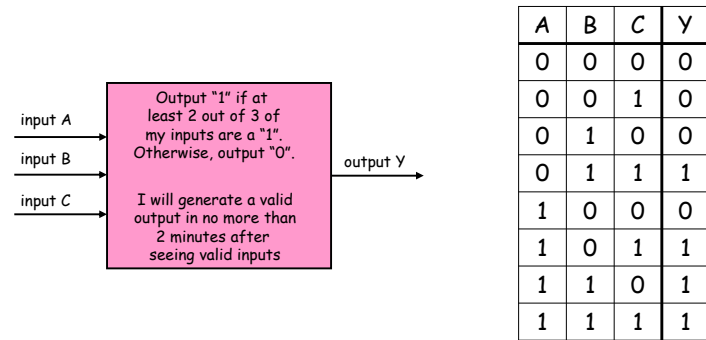 input A
input B
input C
Output “1” if at
least 2 out of 3 of
my inputs are a “1”.
Otherwise, output “0”.
I will generate a valid
output in no more than
2 minutes after
seeing valid inputs
output Y
A B C Y
0 0 0 0
0 0 1 0
0 1 0 0
0 1 1 1
1 0 0 0
1 0 1 1
1 1 0 1
1 1 1 1